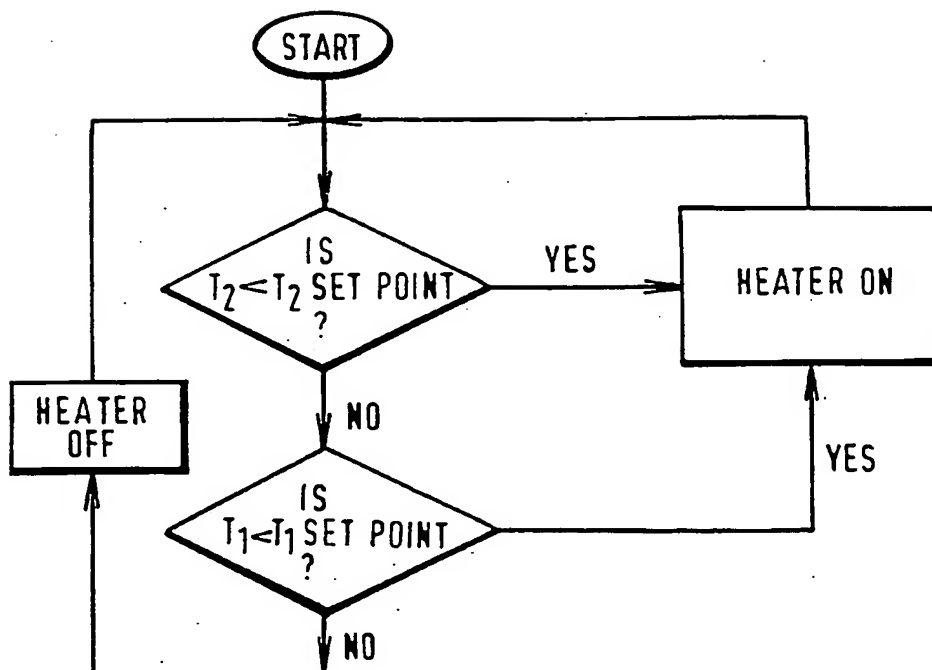 START
IS
T2<T2 SET POINT
?
YES
HEATER ON
NO
HEATER
OFF
YES
IS
T1<T1 SET POINT
?
NO